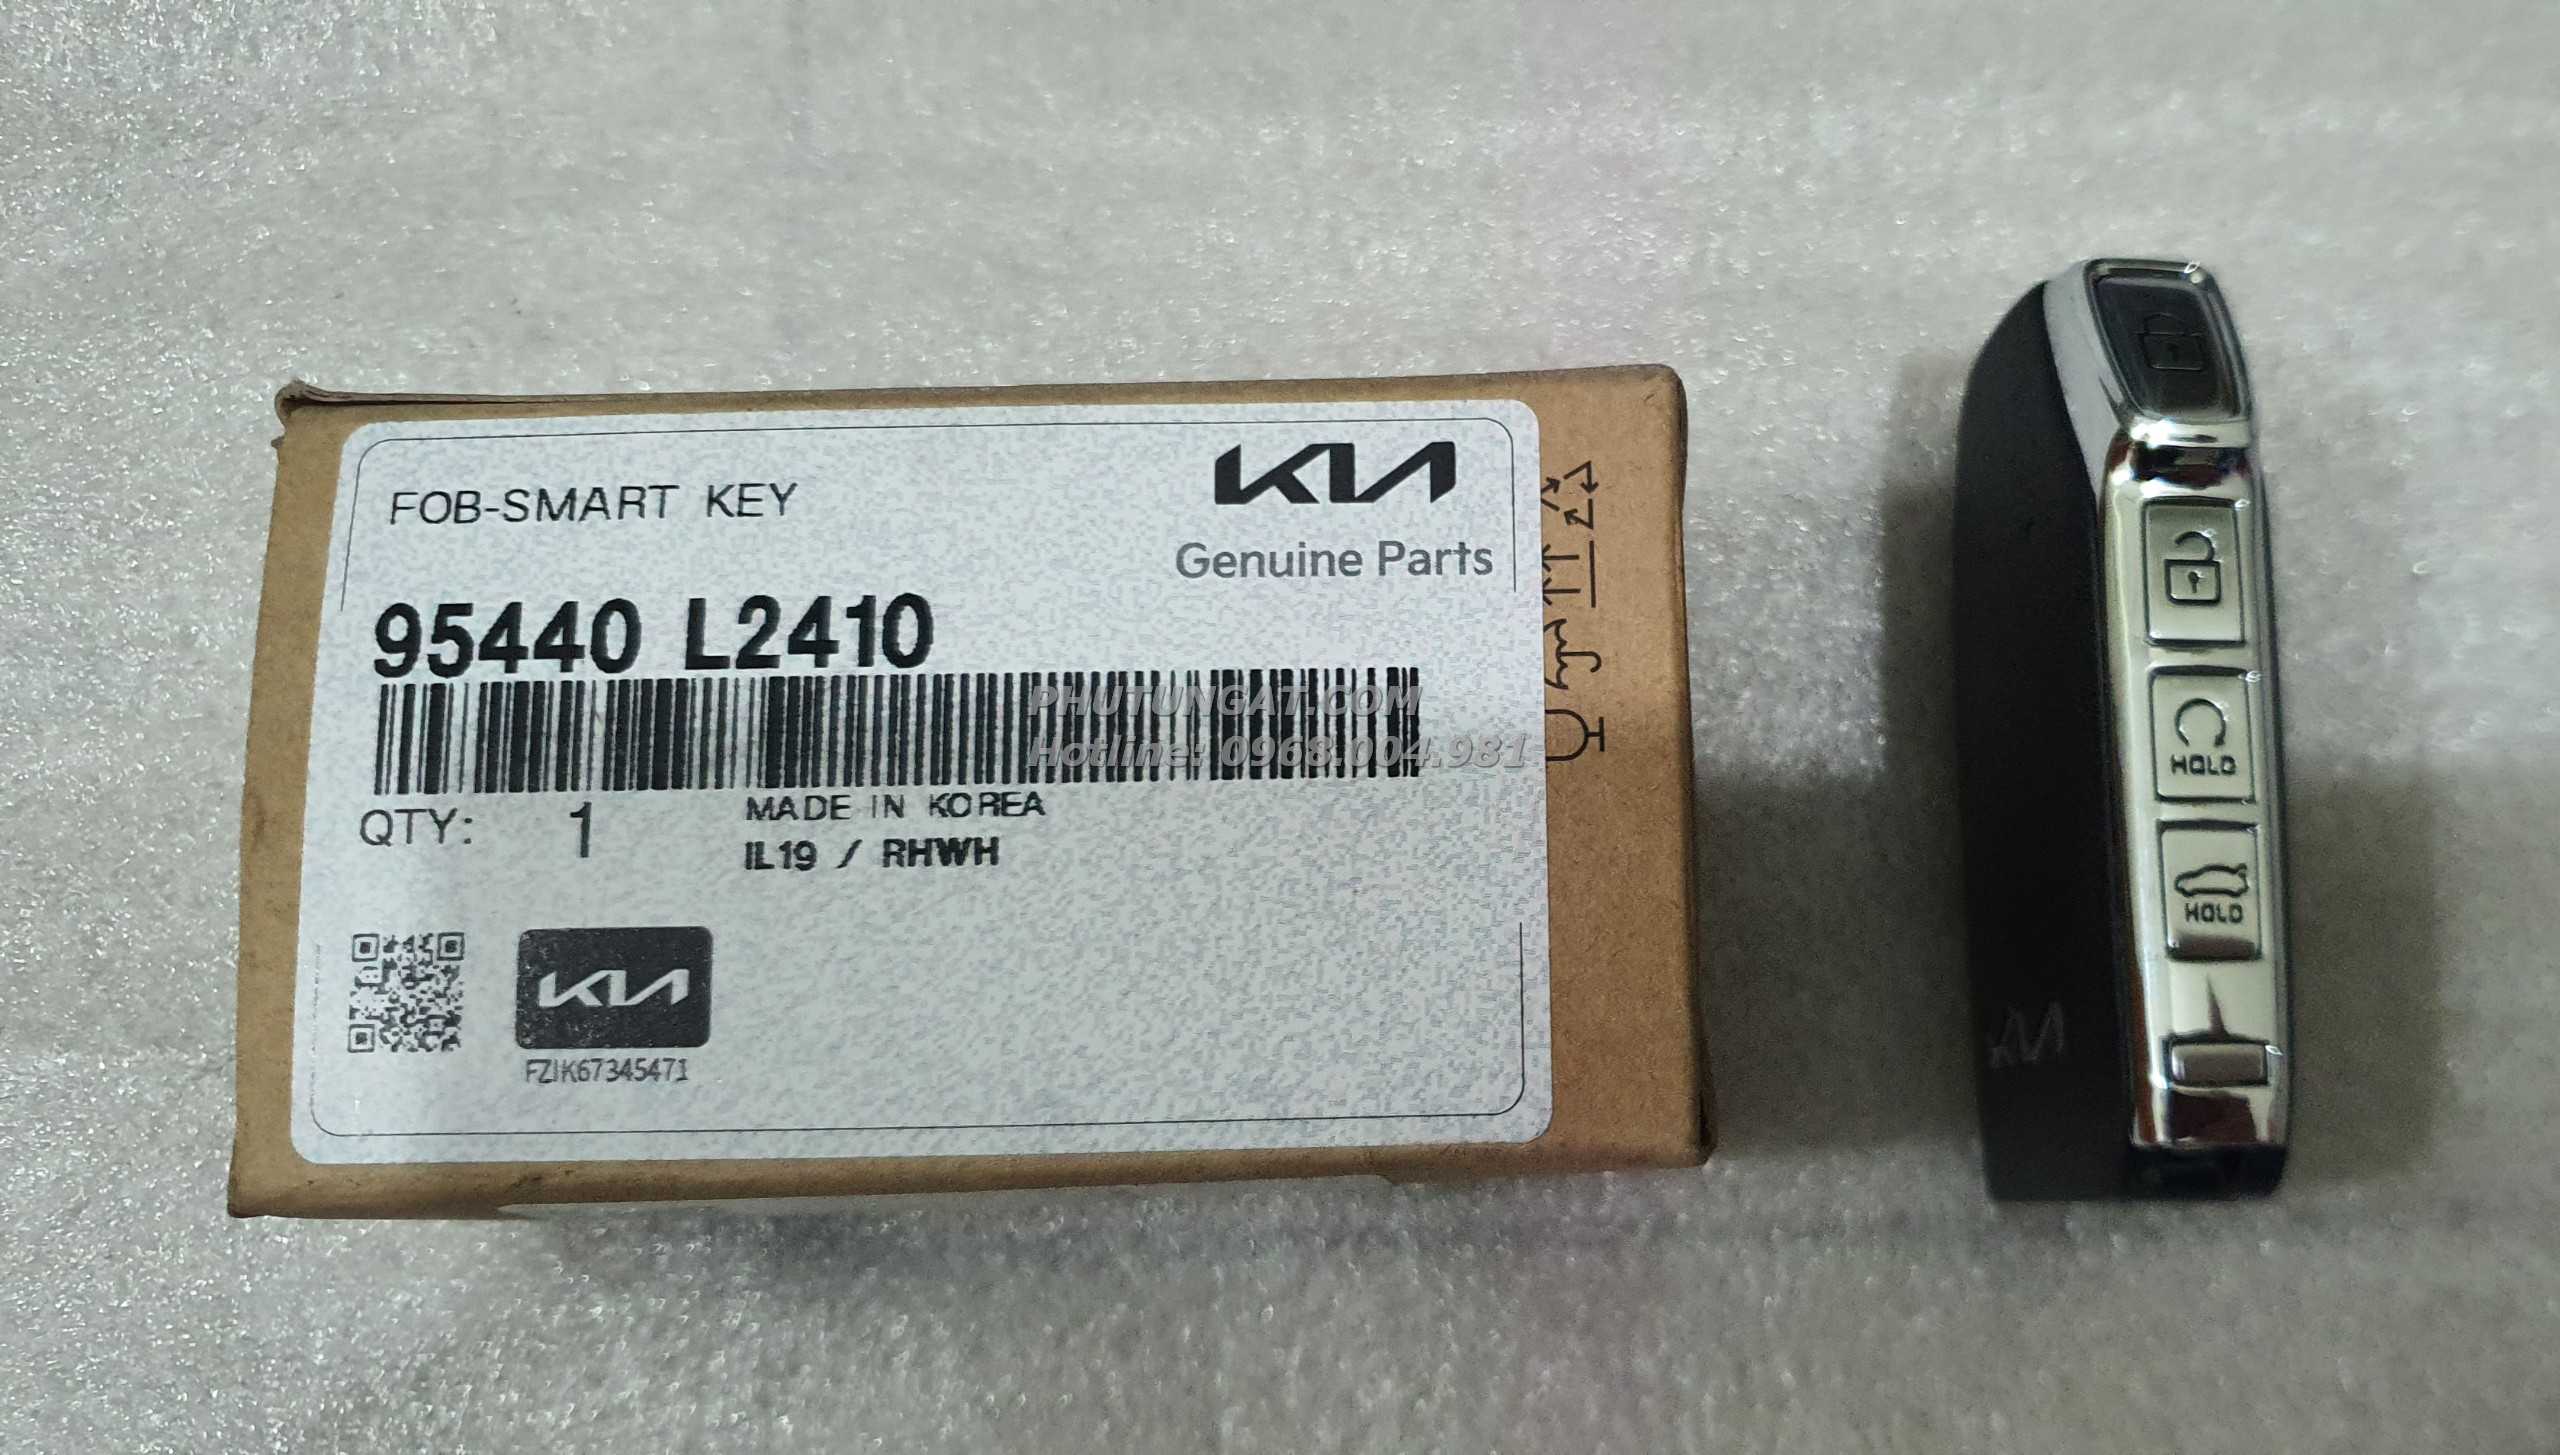 FOB-SMART KEY
KIA
Genuine Parts
95440 L2410
PHUTUNGAT.COM
Hotline: 0968.004.981
QTY: 1
MADE IN KOREA
IL19 / RHWH
KIA
FZIK67345471
HOLD
HOLD
KIA